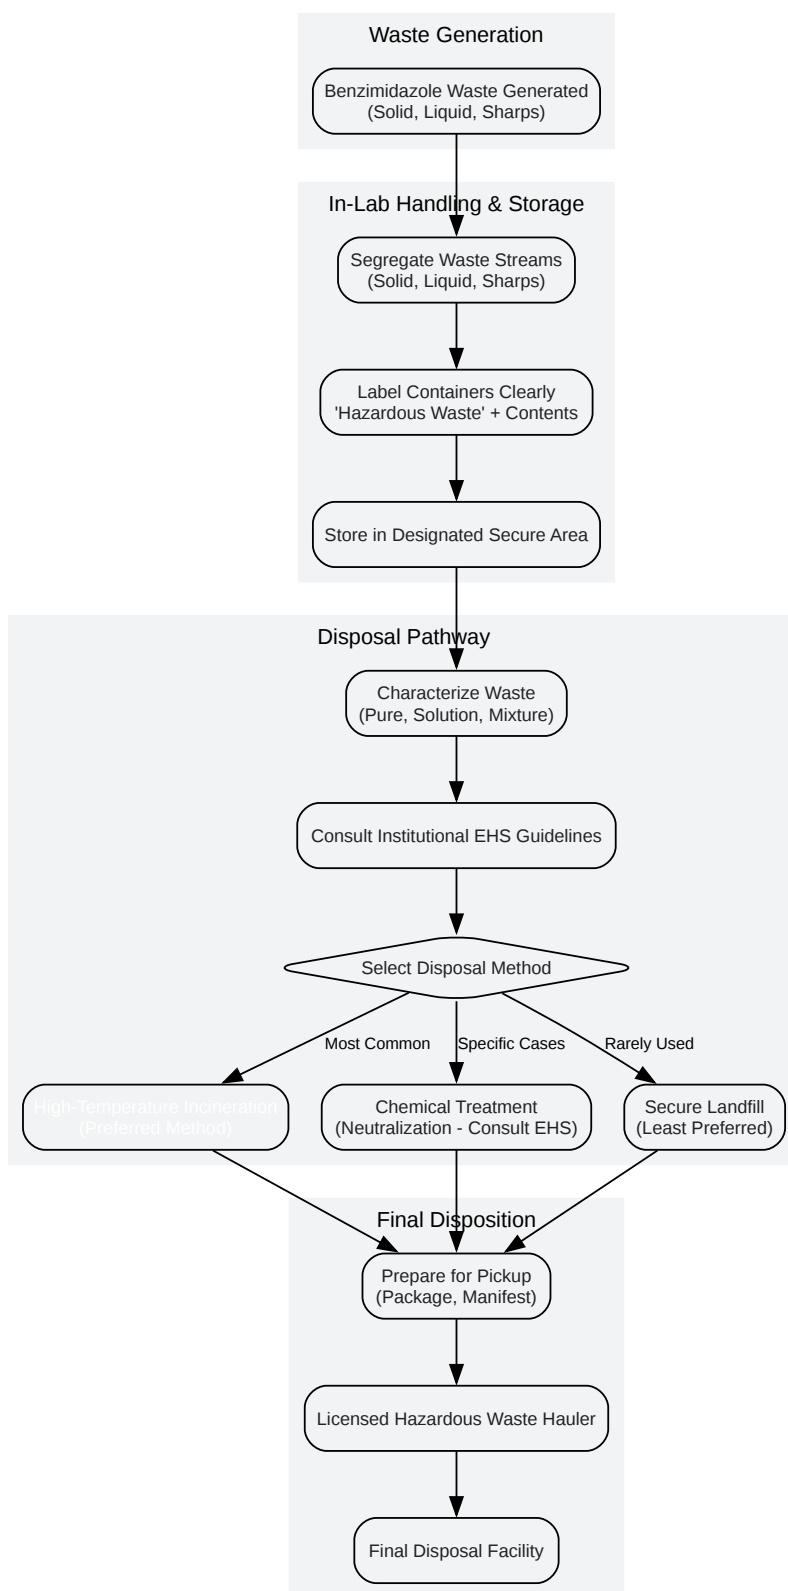 Waste Generation
Benzimidazole Waste Generated
(Solid, Liquid, Sharps)
In-Lab Handling & Storage
Segregate Waste Streams
(Solid, Liquid, Sharps)
Label Containers Clearly
'Hazardous Waste' + Contents
Store in Designated Secure Area
Disposal Pathway
Characterize Waste
(Pure, Solution, Mixture)
Consult Institutional EHS Guidelines
Select Disposal Method
Most Common
Specific Cases
Rarely Used
High-Temperature Incineration
(Preferred Method)
Chemical Treatment
(Neutralization - Consult EHS)
Secure Landfill
(Least Preferred)
Final Disposition
Prepare for Pickup
(Package, Manifest)
Licensed Hazardous Waste Hauler
Final Disposal Facility